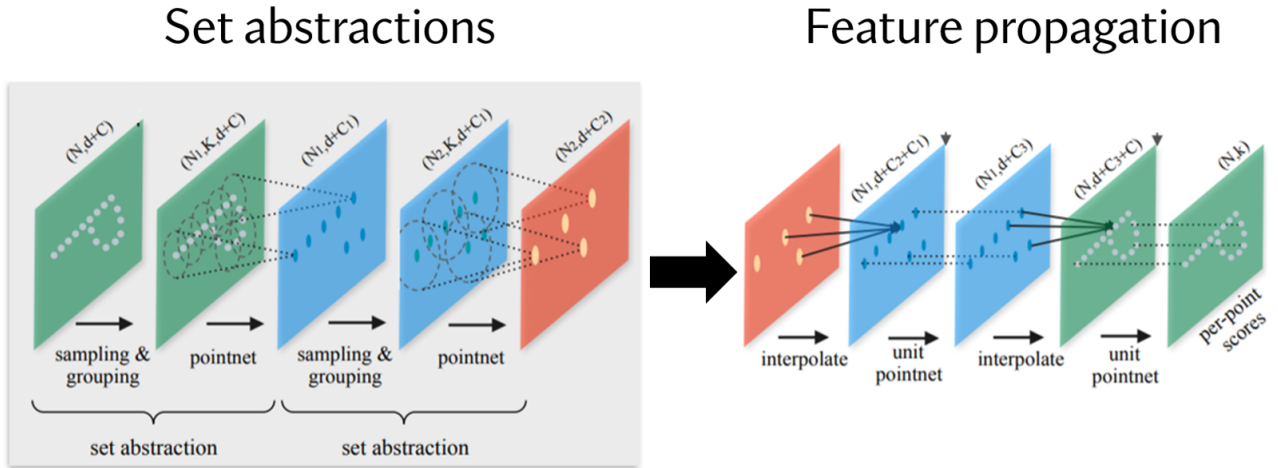 Set abstractions
Feature propagation
(N,d+C)
(N₁,K,d+C)
(N₁,d+C₁)
(N₂,K,d+C₁)
(N₂,d+C₂)
sampling &
grouping
pointnet
sampling &
grouping
pointnet
set abstraction
set abstraction
(N₁,d+C₂+C₁)
(N₁,d+C₃)
(N,d+C₃+C)
(N,k)
interpolate
unit
pointnet
interpolate
unit
pointnet
per-point
scores